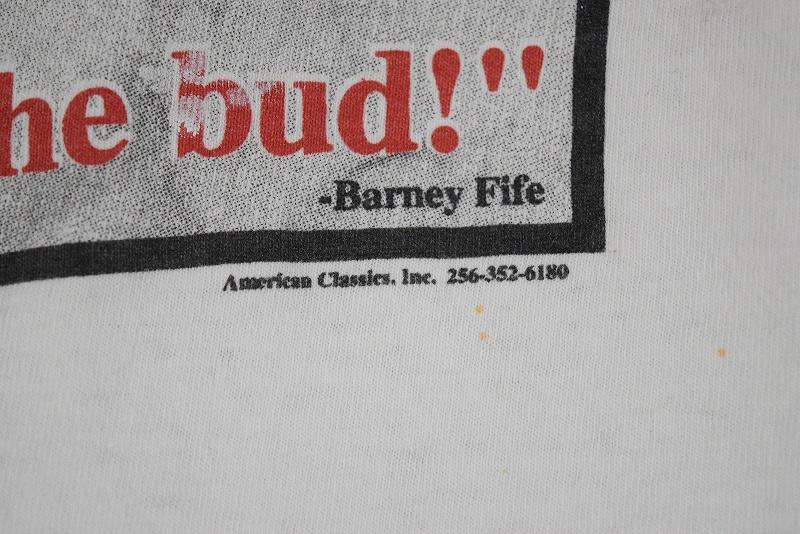 he bud!"
-Barney Fife
American Classics, Inc. 256-352-6180